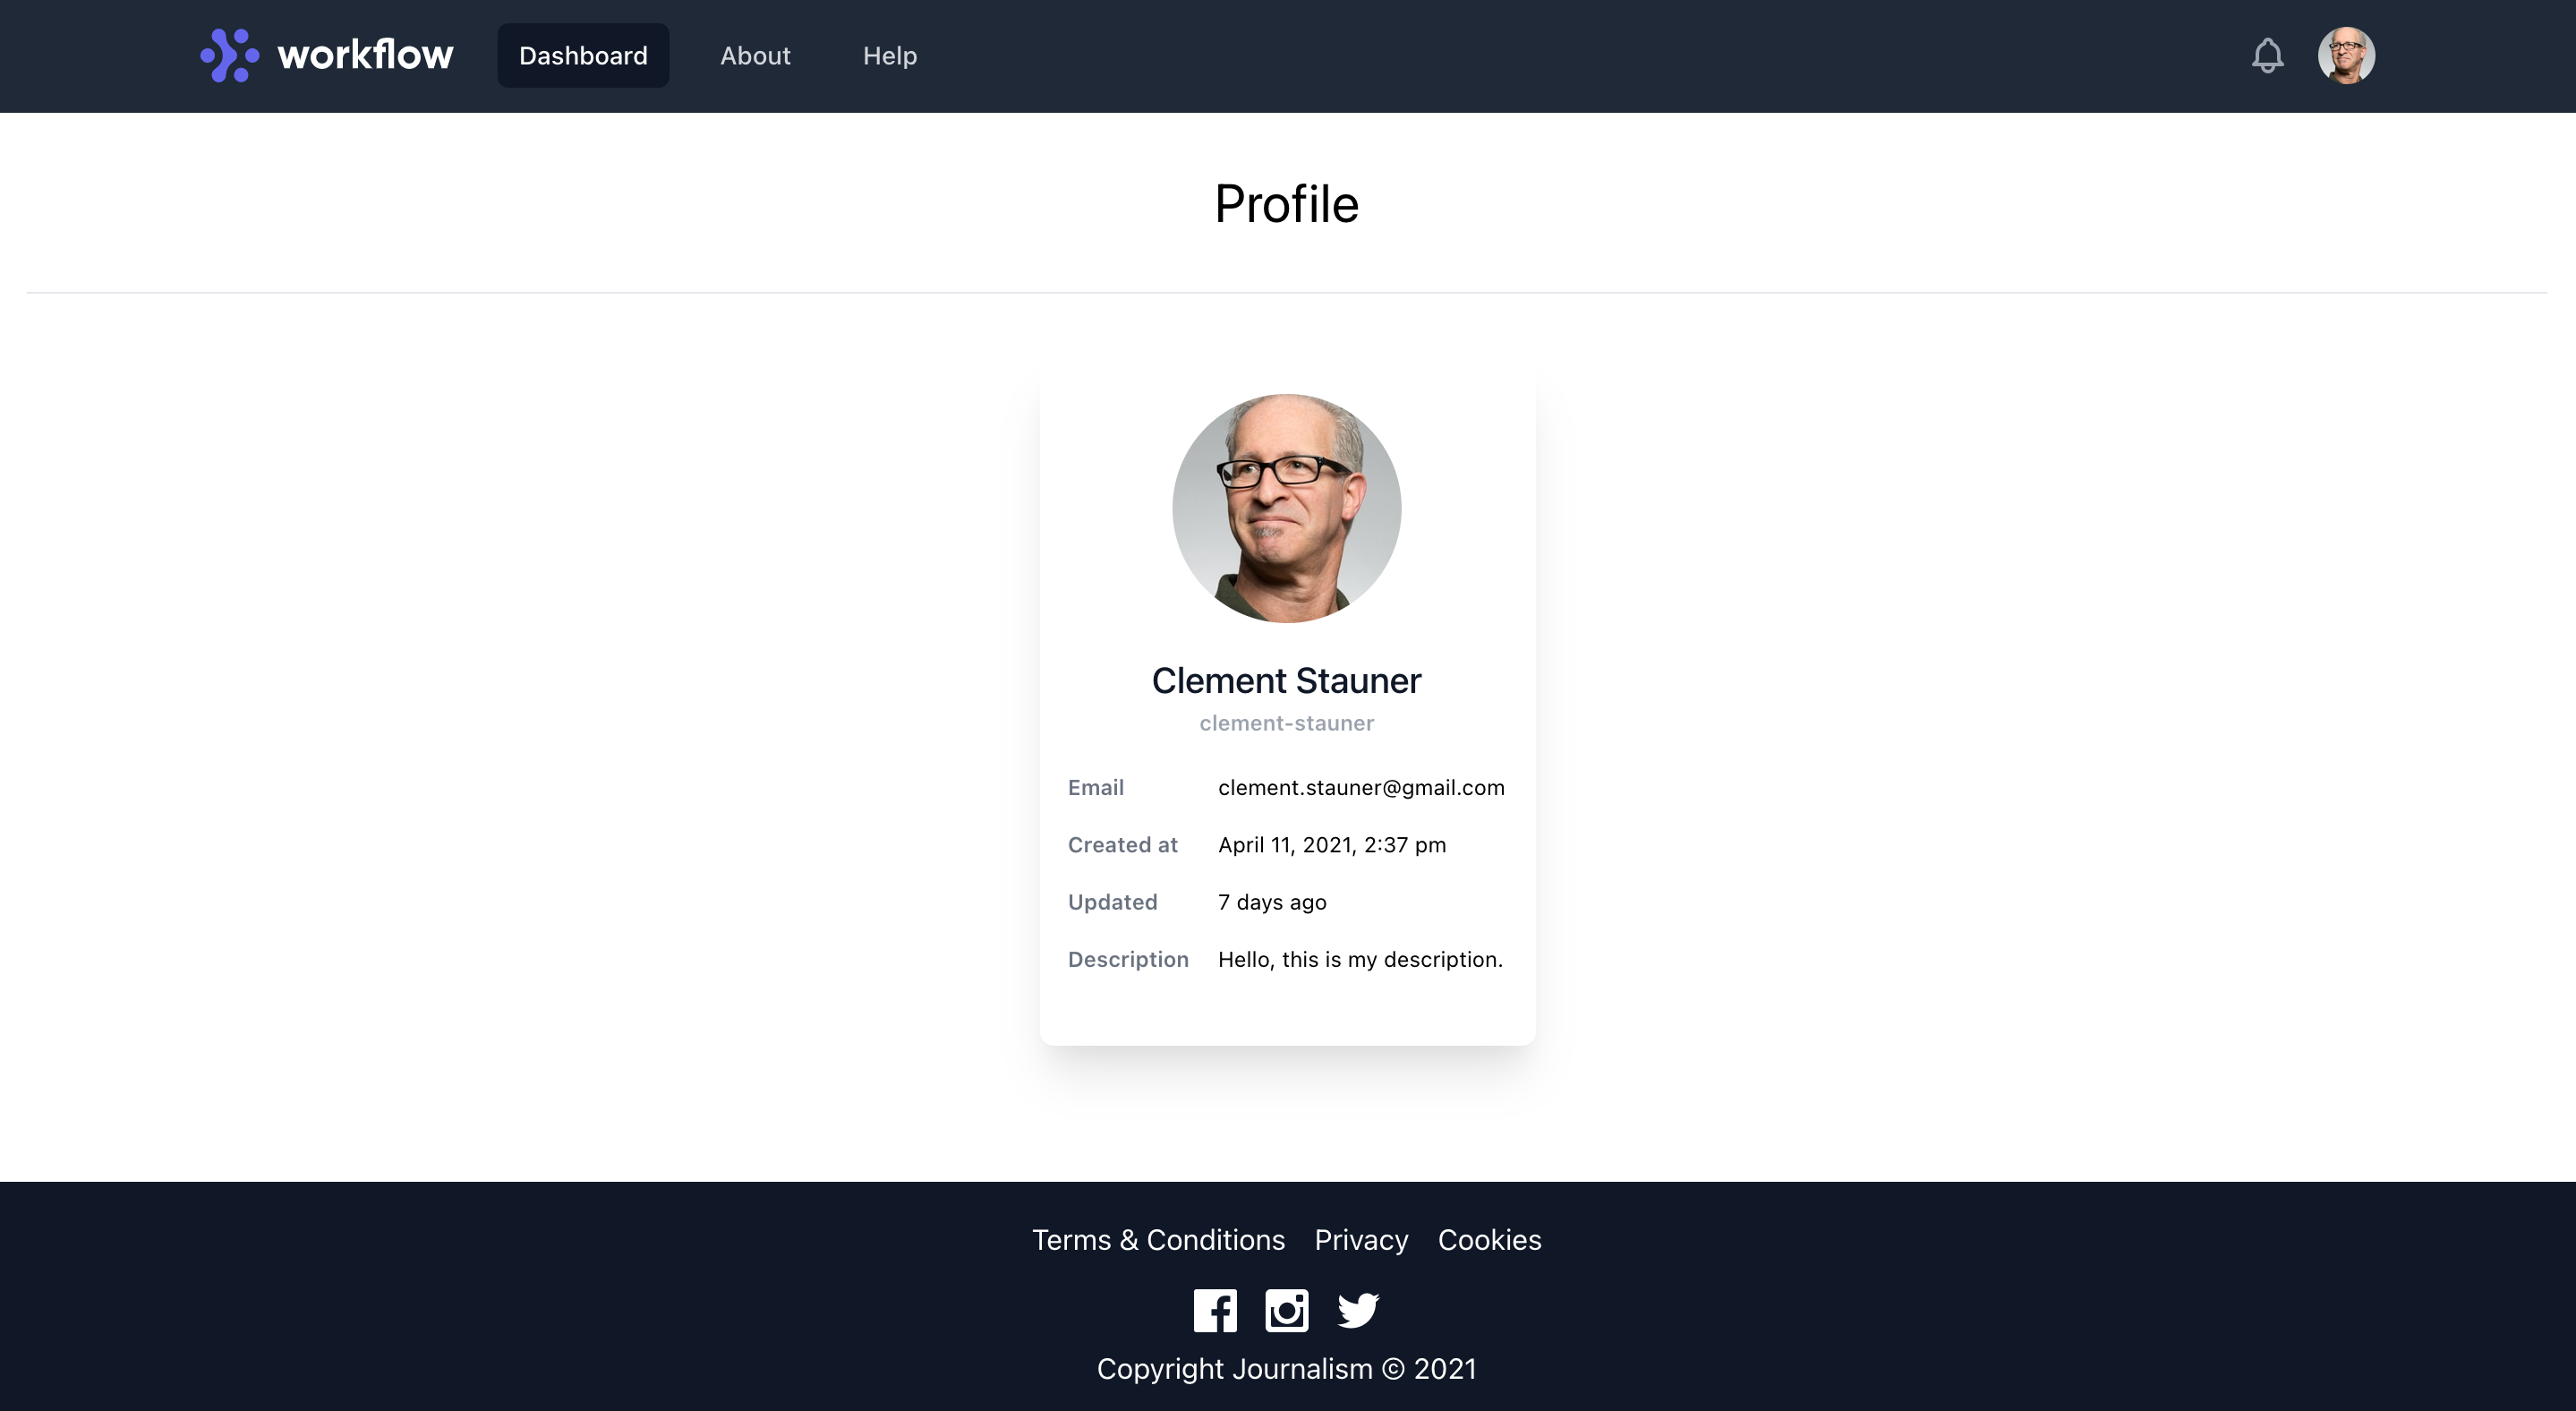 workflow Dashboard About Help
Profile
Clement Stauner
clement-stauner
Email clement.stauner@gmail.com
Created at April 11, 2021, 2:37 pm
Updated 7 days ago
Description Hello, this is my description.
Terms & Conditions Privacy Cookies
Copyright Journalism © 2021